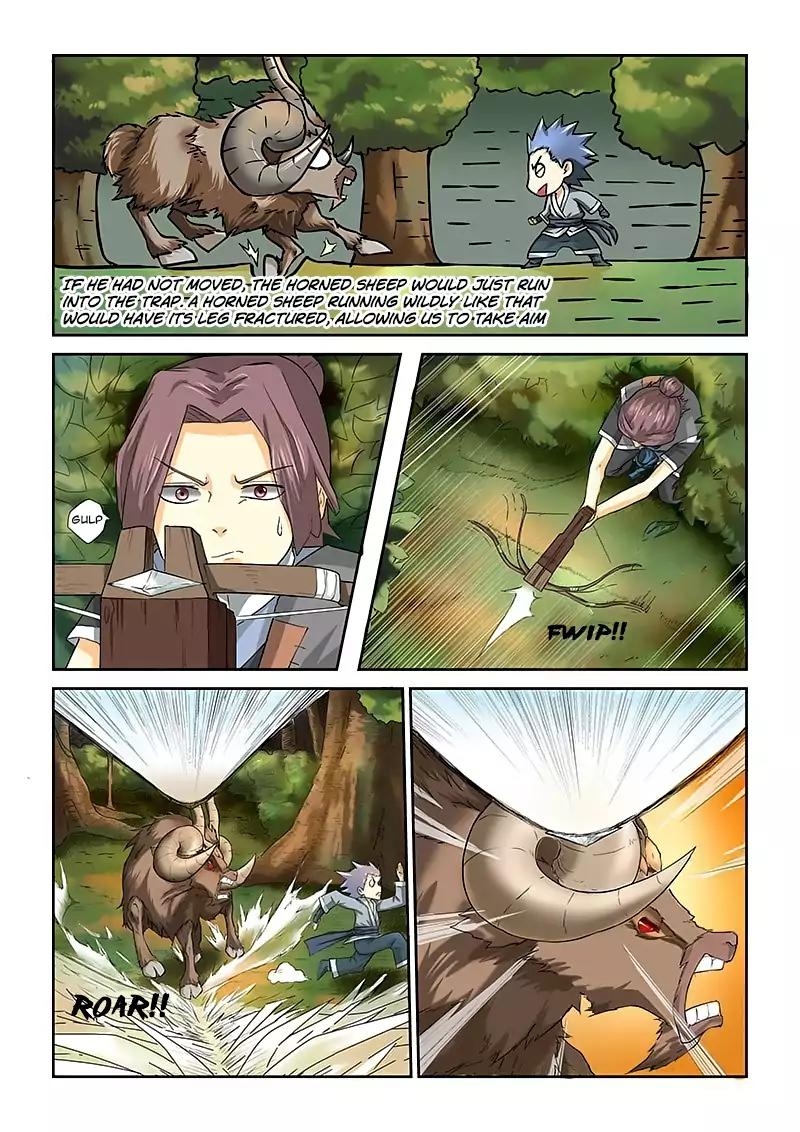 IF HE HAD NOT MOVED, THE HORNED SHEEP WOULD JUST RUN
INTO THE TRAP. A HORNED SHEEP RUNNING WILDLY LIKE THAT
WOULD HAVE ITS LEG FRACTURED, ALLOWING US TO TAKE AIM
GULP
FWIP!!
ROAR!!